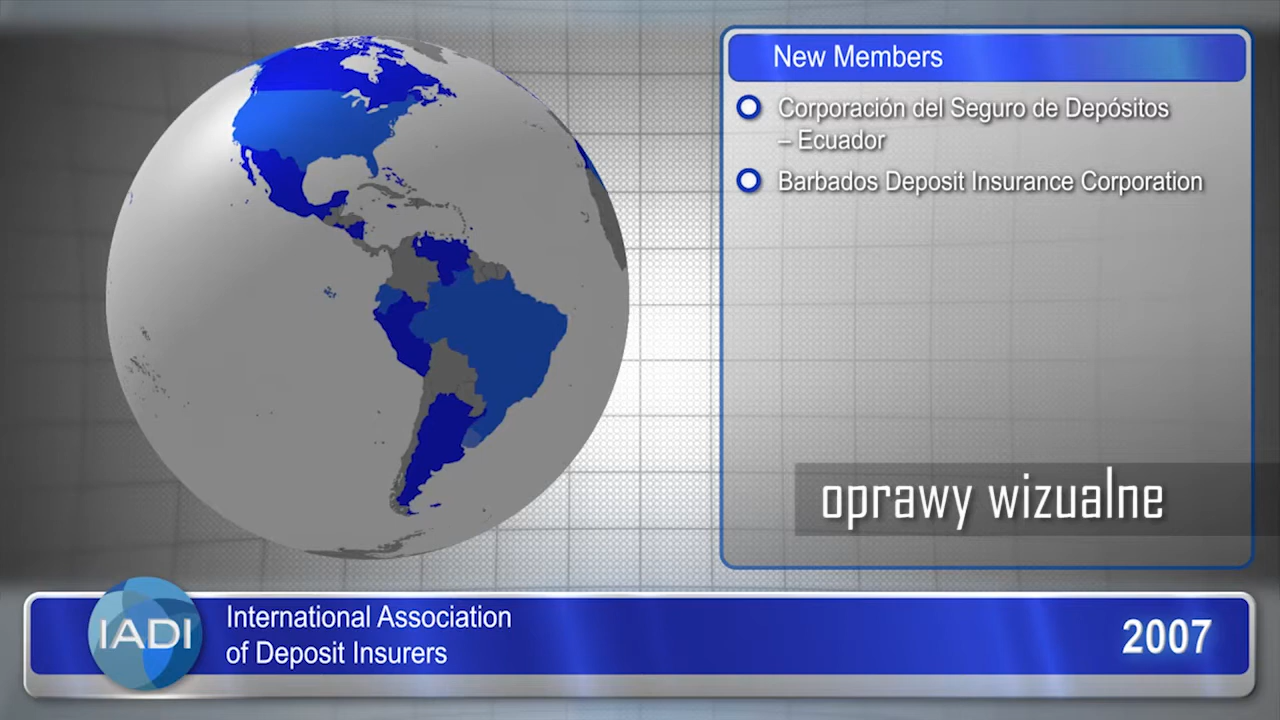 New Members
Corporación del Seguro de Depósitos
– Ecuador
Barbados Deposit Insurance Corporation
oprawy wizualne
IADI
International Association
of Deposit Insurers
2007